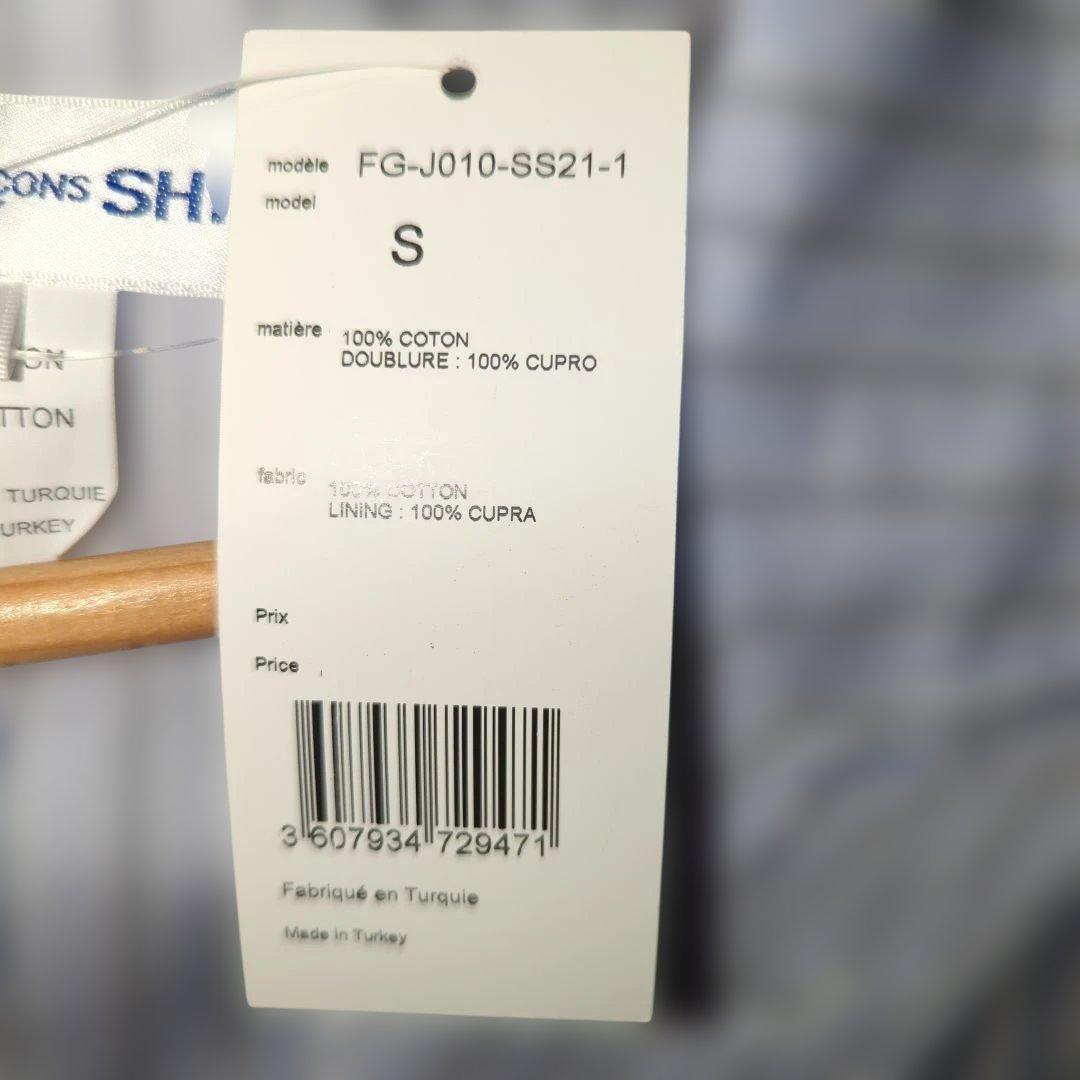 ÇONS SH
ON
TTON
TURQUIE
URKEY
modèle FG-J010-SS21-1
model
S
matière 100% COTON
DOUBLURE : 100% CUPRO
fabric 100% COTTON
LINING : 100% CUPRA
Prix
Price
3 607934 729471
Fabriqué en Turquie
Made in Turkey